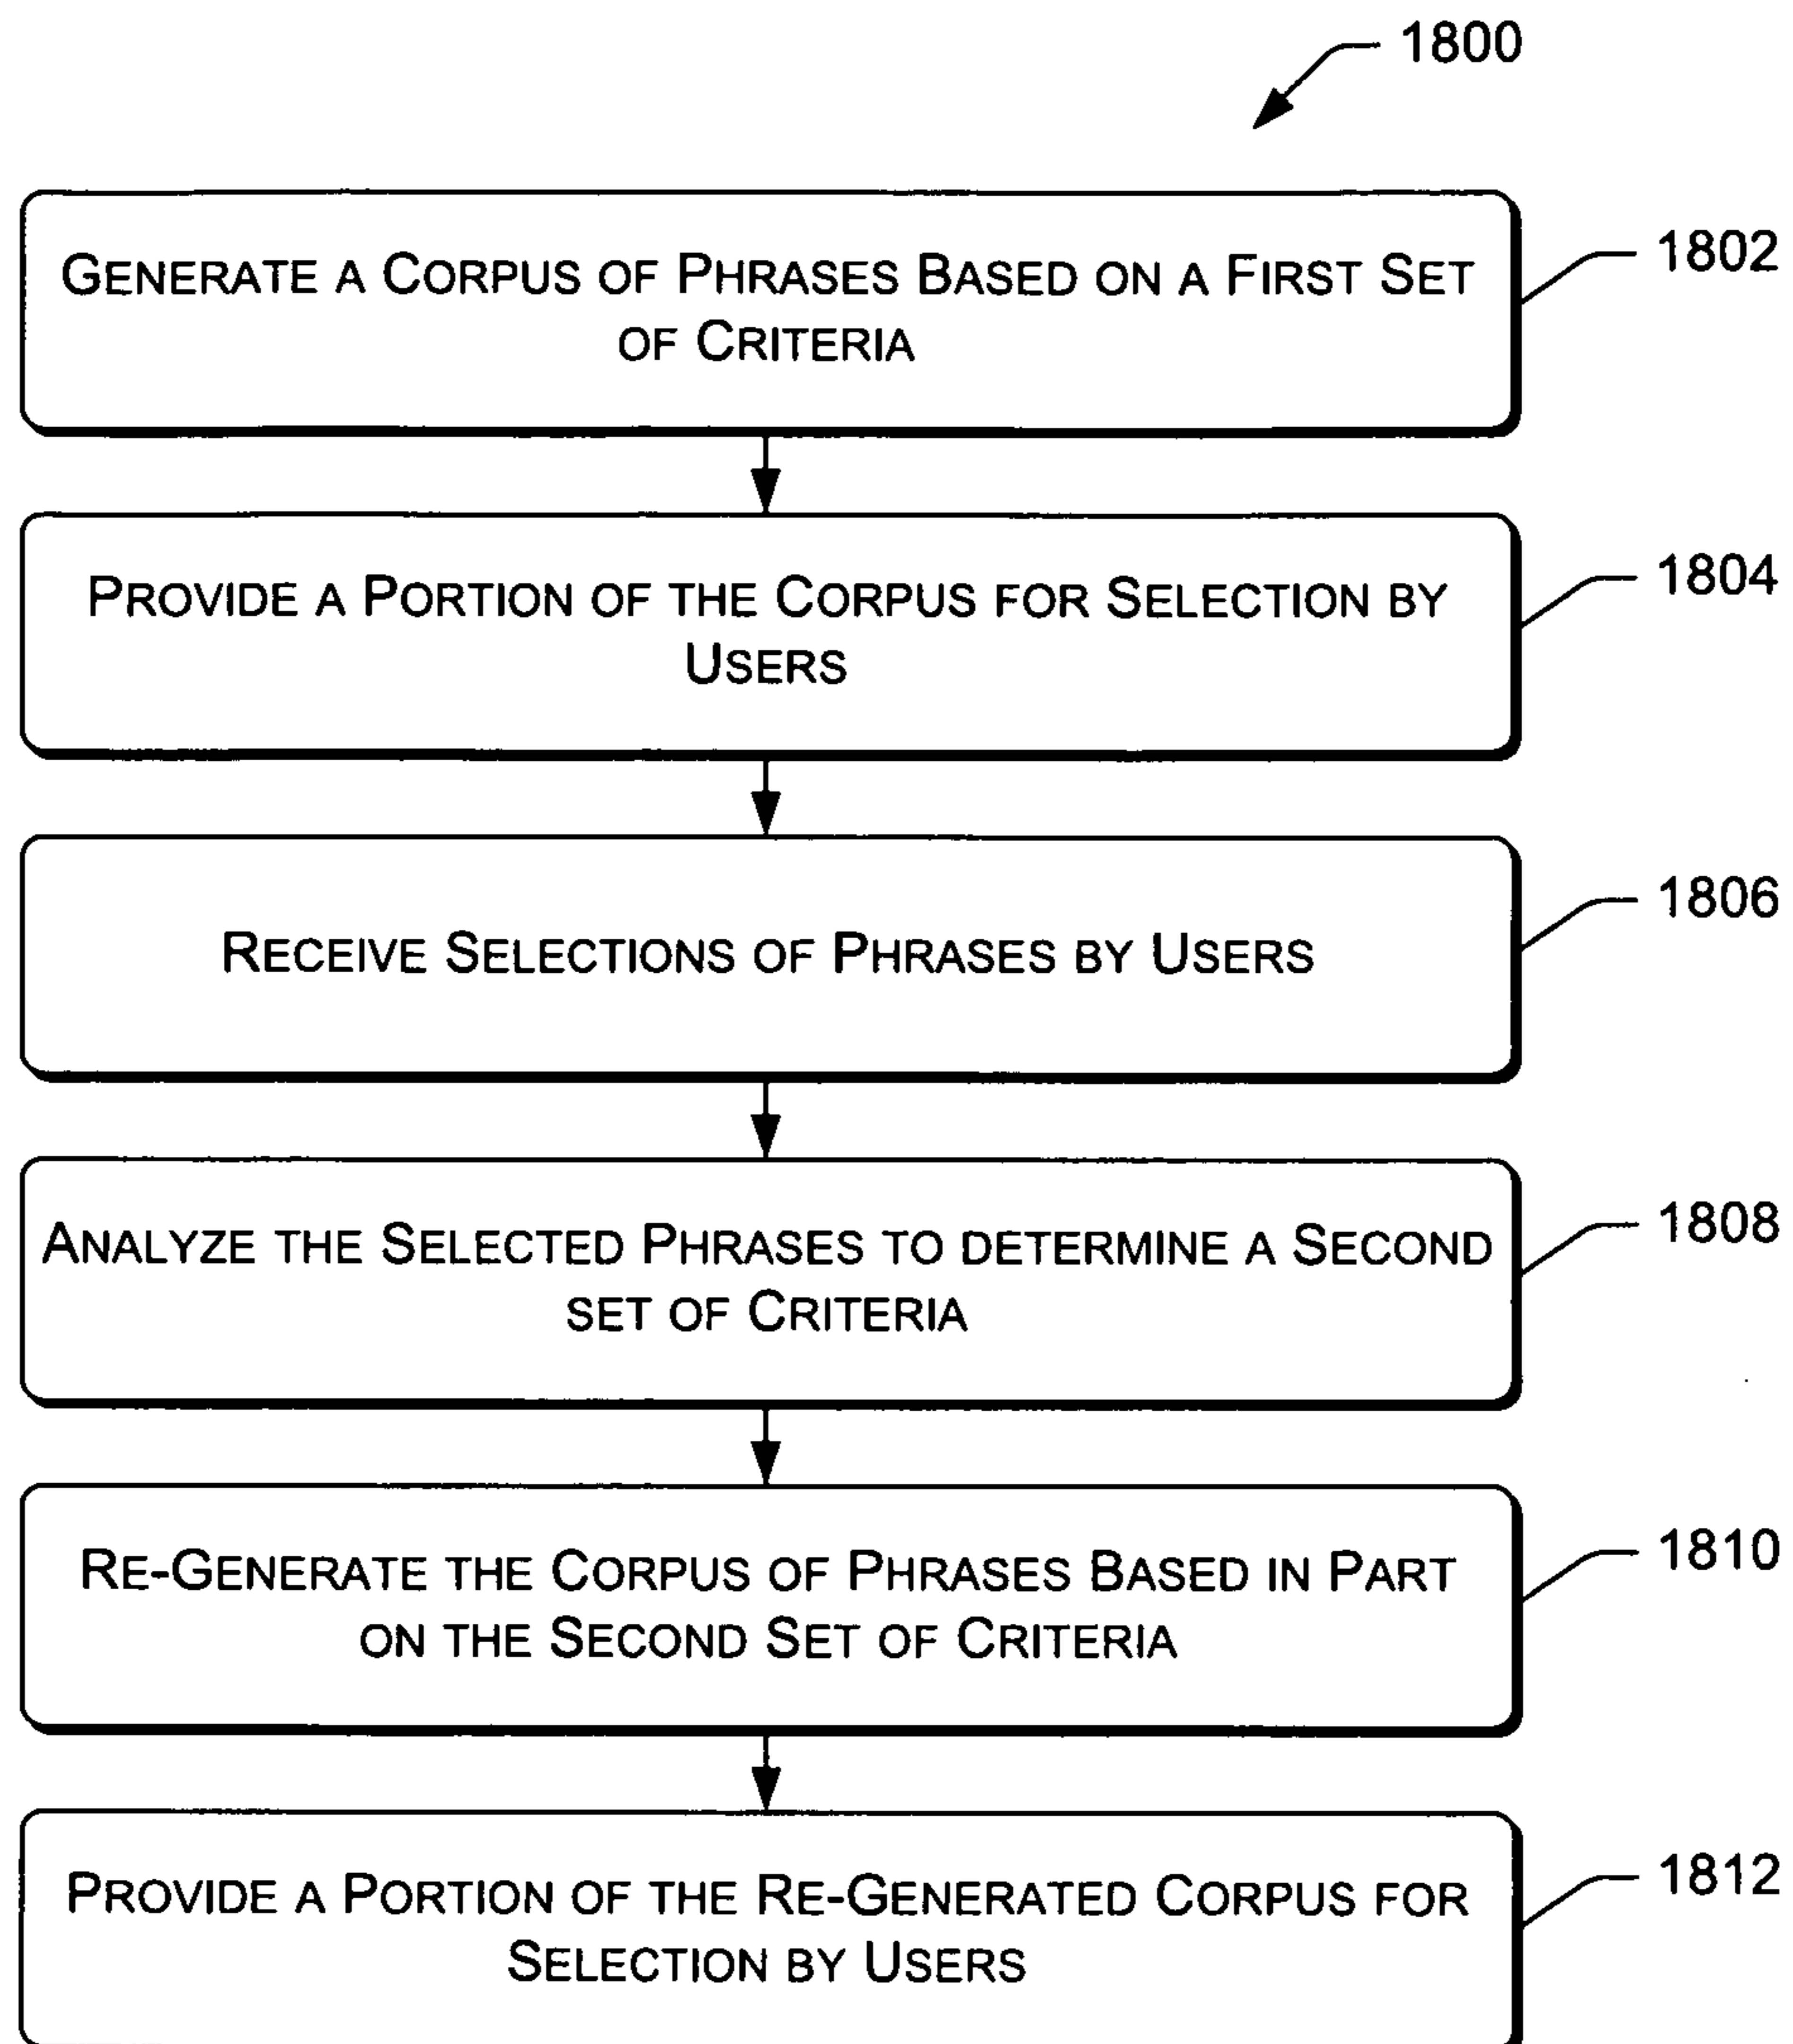 1800
GENERATE A CORPUS OF PHRASES BASED ON A FIRST SET
OF CRITERIA
1802
PROVIDE A PORTION OF THE CORPUS FOR SELECTION BY
USERS
1804
RECEIVE SELECTIONS OF PHRASES BY USERS
1806
ANALYZE THE SELECTED PHRASES TO DETERMINE A SECOND
SET OF CRITERIA
1808
RE-GENERATE THE CORPUS OF PHRASES BASED IN PART
ON THE SECOND SET OF CRITERIA
1810
PROVIDE A PORTION OF THE RE-GENERATED CORPUS FOR
SELECTION BY USERS
1812